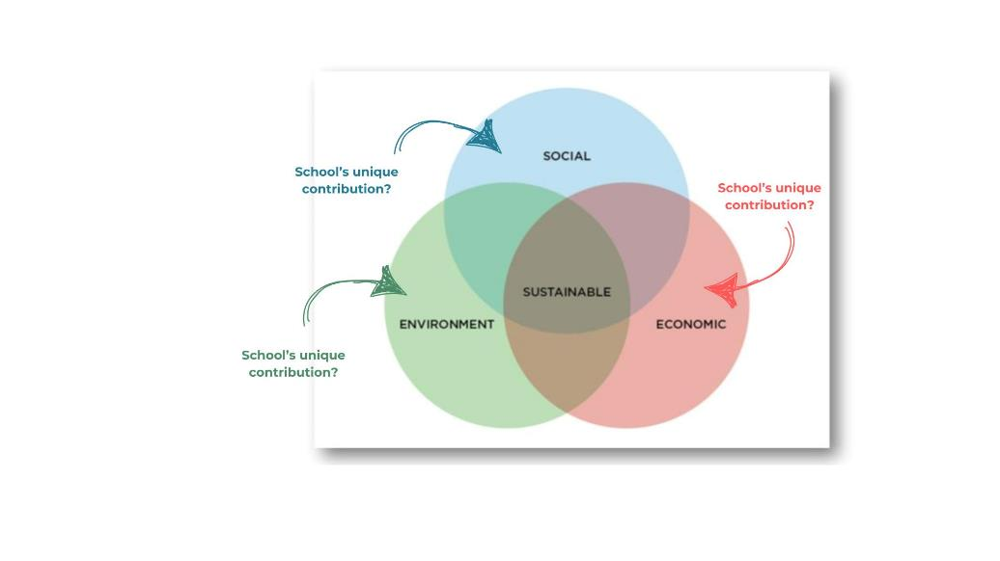 SOCIAL
School's unique
contribution?
School's unique
contribution?
SUSTAINABLE
ENVIRONMENT
ECONOMIC
School's unique
contribution?